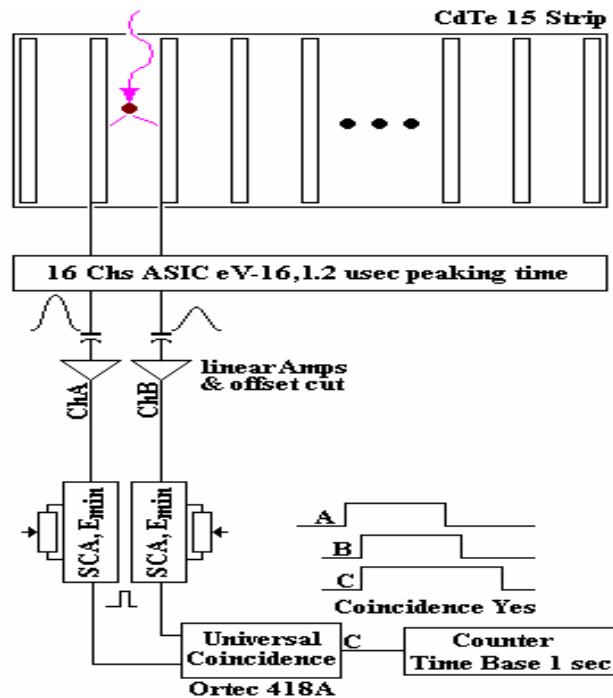 CdTe 15 Strip
16 Chs ASIC eV-16,1.2 usec peaking time
linear Amps
& offset cut
ChA
ChB
SCA, Emin
SCA, Emin
A
B
C
Coincidence Yes
Universal
Coincidence
C
Counter
Time Base 1 sec
Ortec 418A